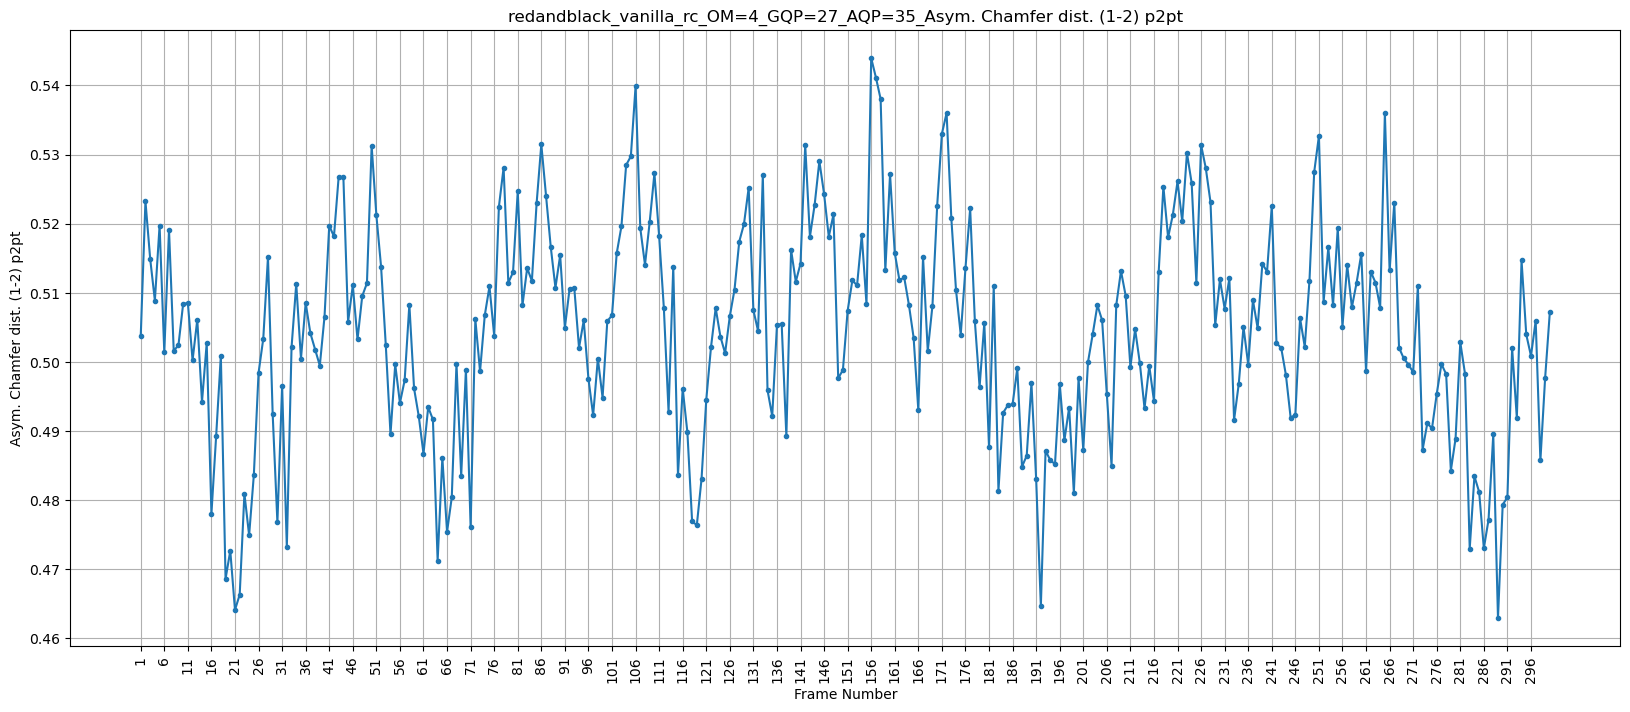 redandblack_vanilla_rc_OM=4_GQP=27_AQP=35_Asym. Chamfer dist. (1-2) p2pt
Asym. Chamfer dist. (1-2) p2pt
0.54
0.53
0.52
0.51
0.50
0.49
0.48
0.47
0.46
1 6 11 16 21 26 31 36 41 46 51 56 61 66 71 76 81 86 91 96 101 106 111 116 121 126 131 136 141 146 151 156 161 166 171 176 181 186 191 196 201 206 211 216 221 226 231 236 241 246 251 256 261 266 271 276 281 286 291 296
Frame Number